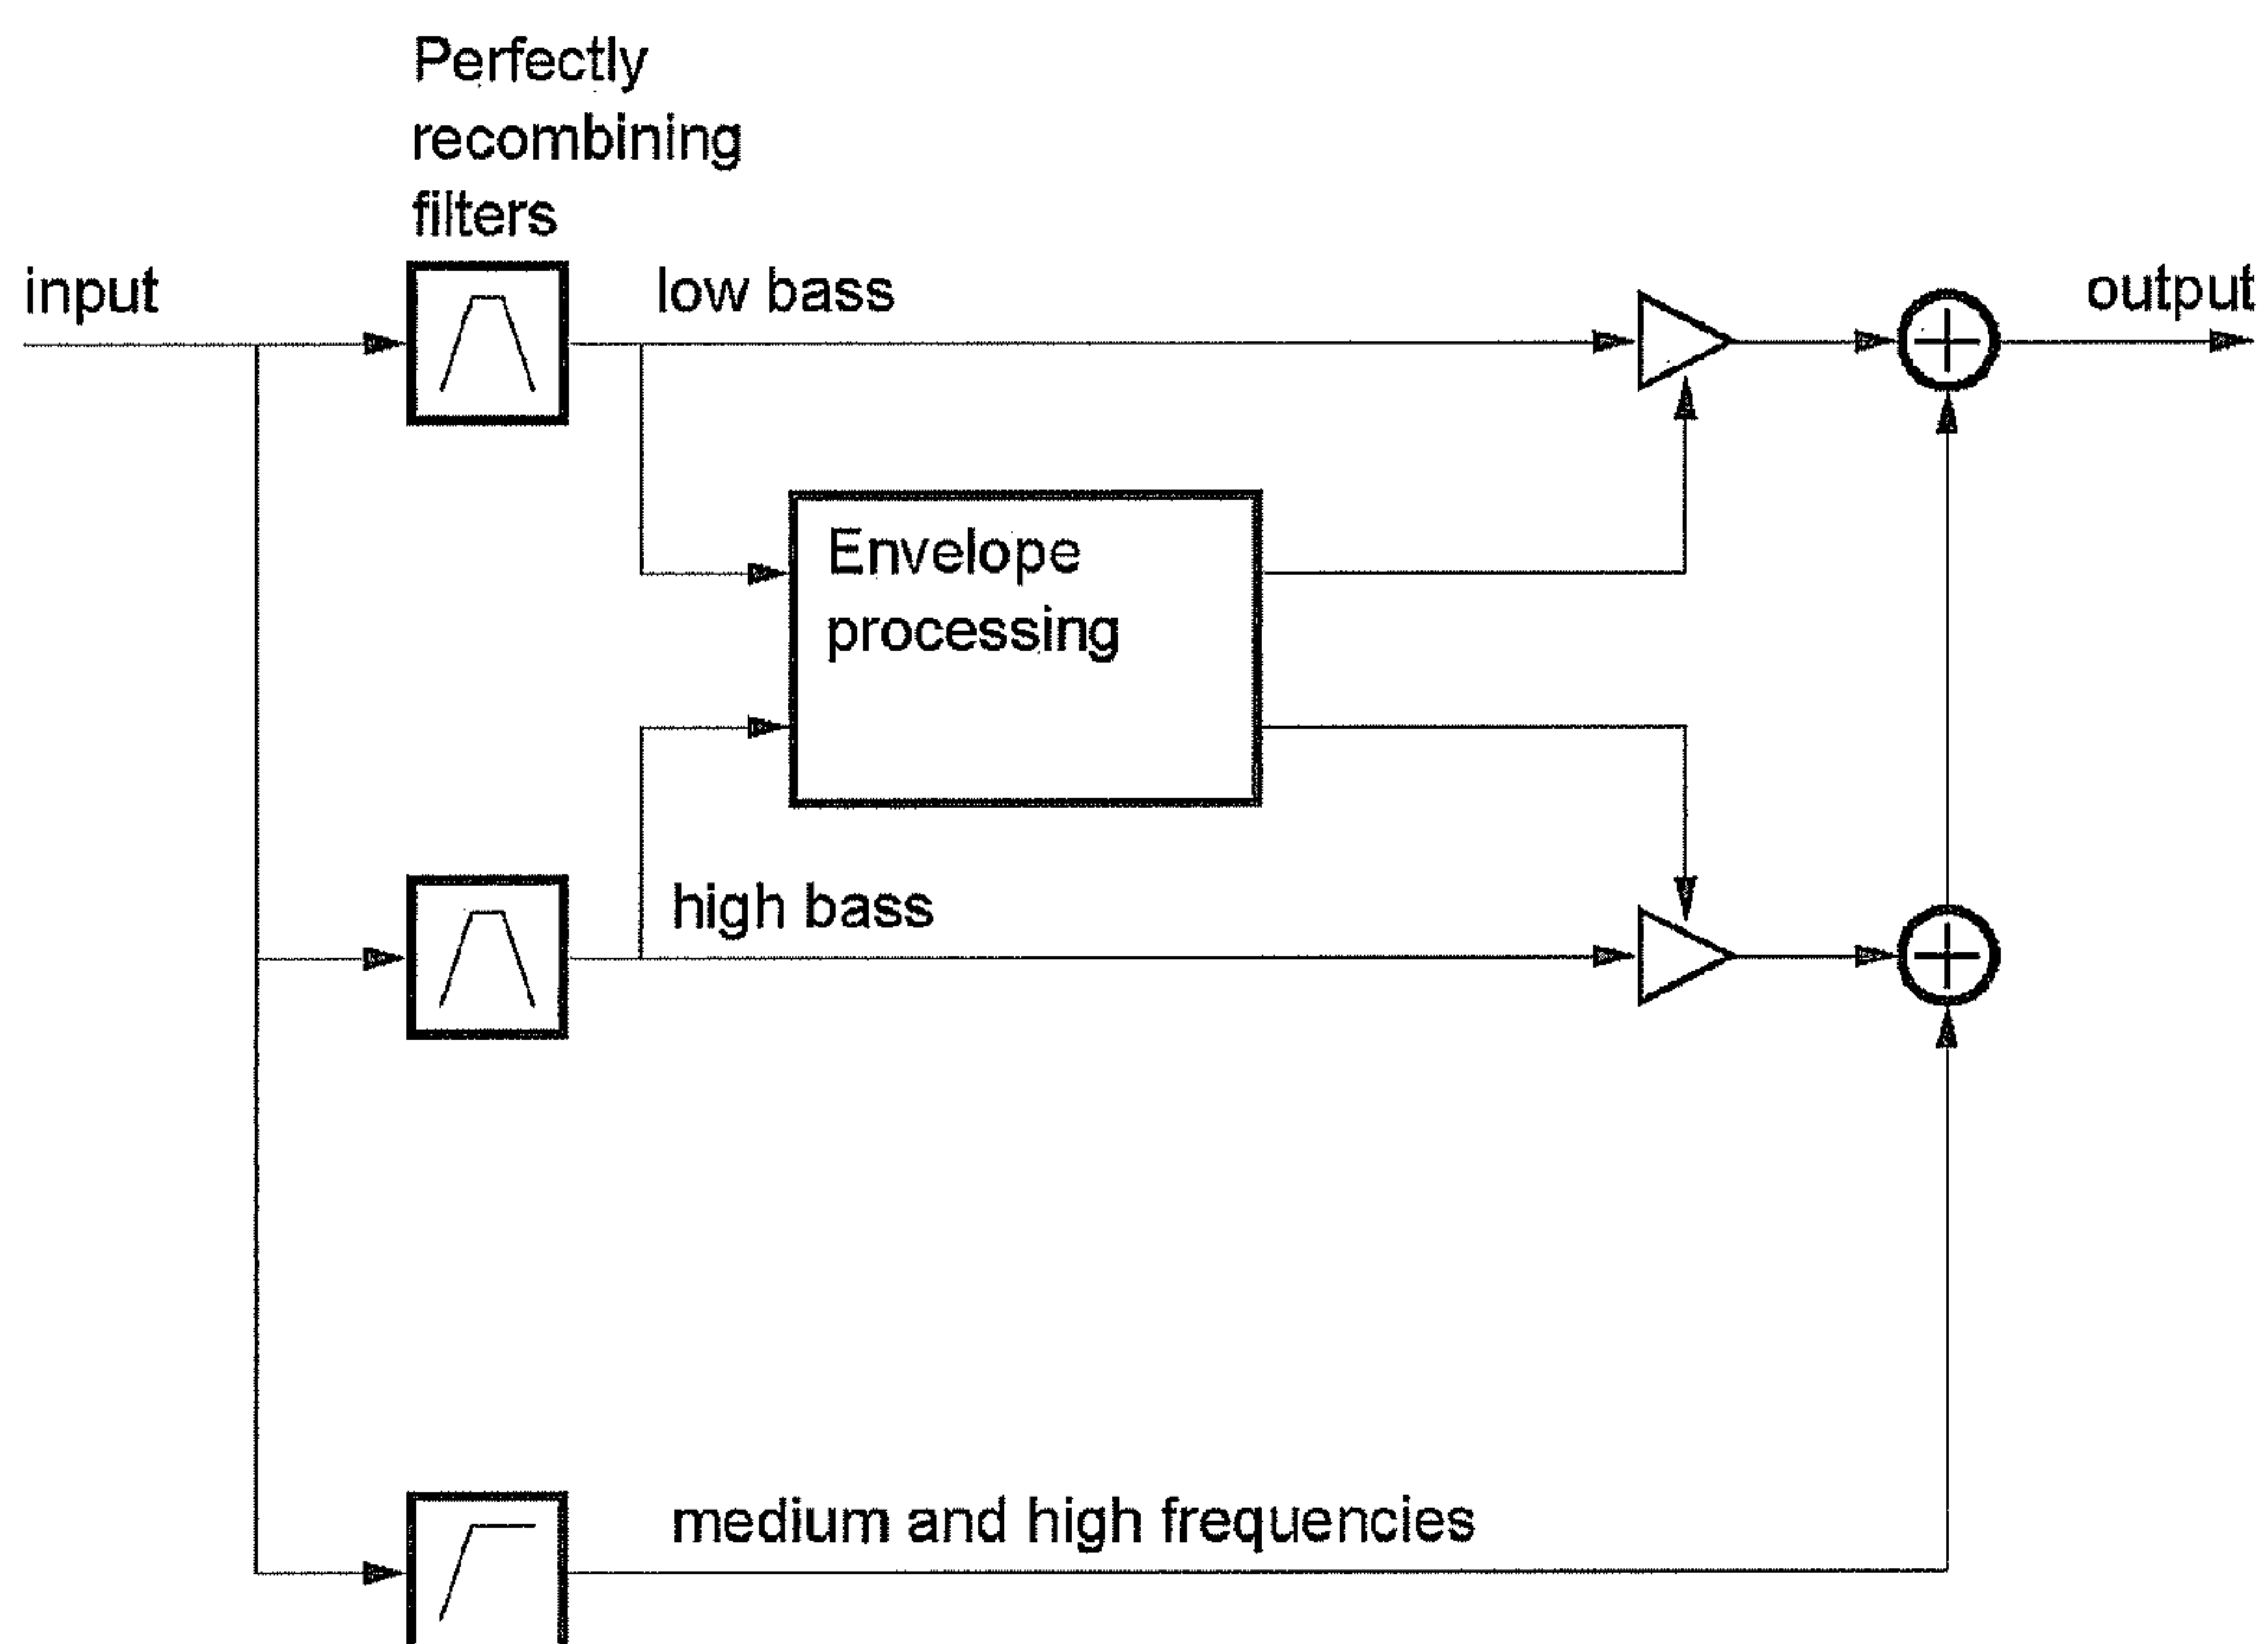 Perfectly
recombining
filters
input
low bass
output
Envelope
processing
high bass
medium and high frequencies